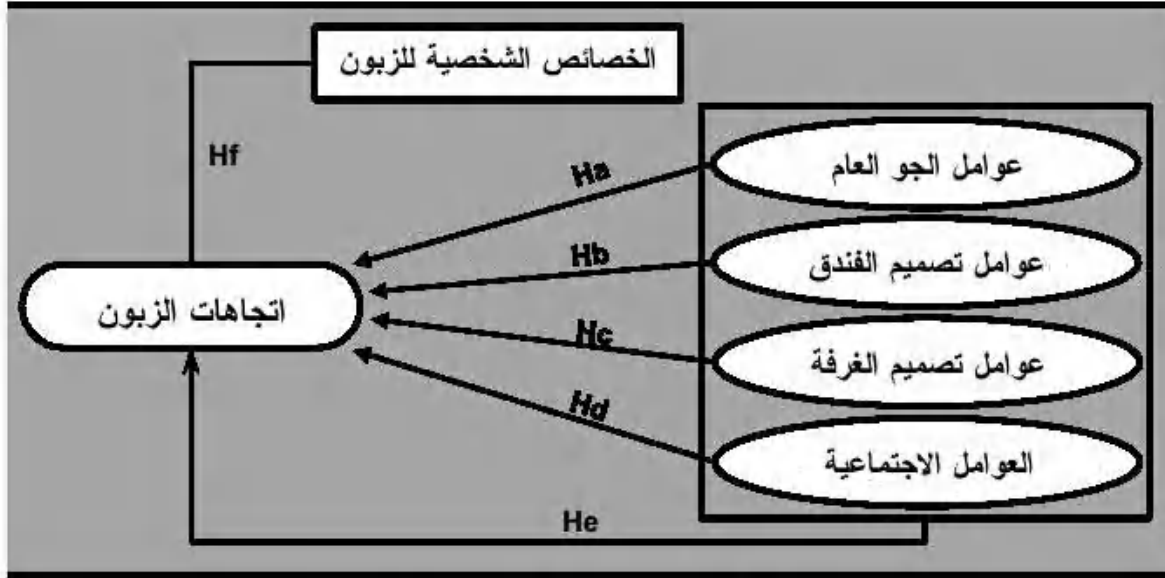 الخصائص الشخصية للزبون
Hf
عوامل الجو العام
Ha
عوامل تصميم الفندق
Hb
اتجاهات الزبون
عوامل تصميم الغرفة
Hc
العوامل الاجتماعية
Hd
He